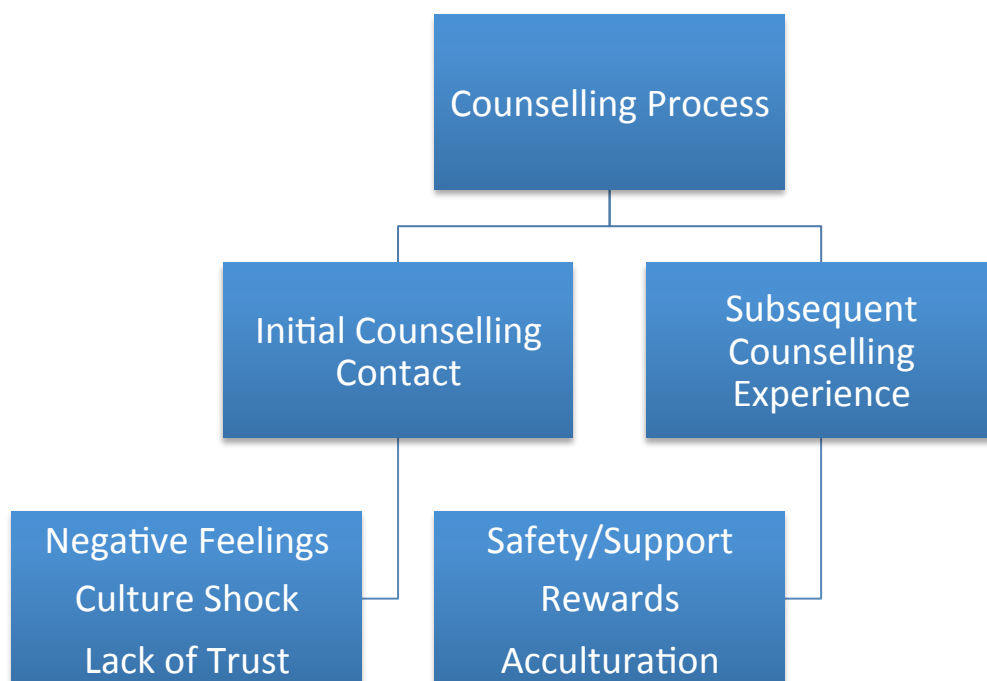 Counselling Process
Initial Counselling
Contact
Subsequent
Counselling
Experience
Negative Feelings
Culture Shock
Lack of Trust
Safety/Support
Rewards
Acculturation